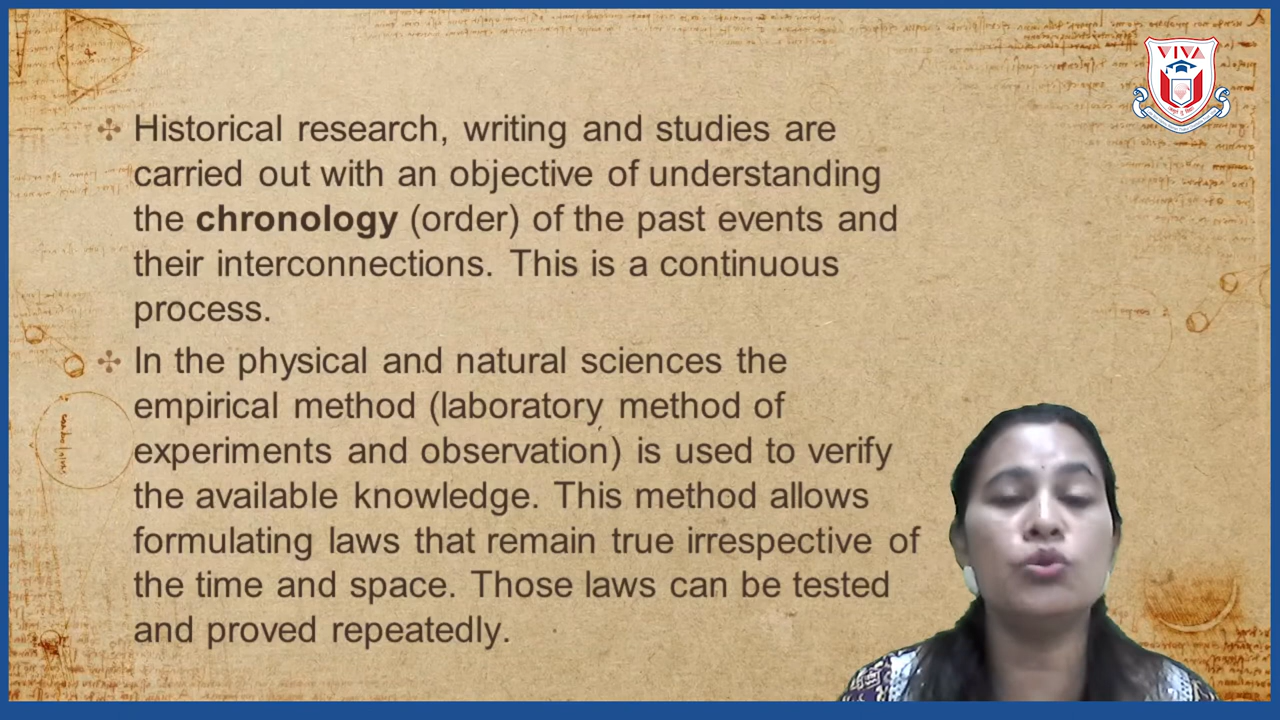 VIVA
Historical research, writing and studies are
carried out with an objective of understanding
the chronology (order) of the past events and
their interconnections. This is a continuous
process.
In the physical and natural sciences the
empirical method (laboratory method of
experiments and observation) is used to verify
the available knowledge. This method allows
formulating laws that remain true irrespective of
the time and space. Those laws can be tested
and proved repeatedly.